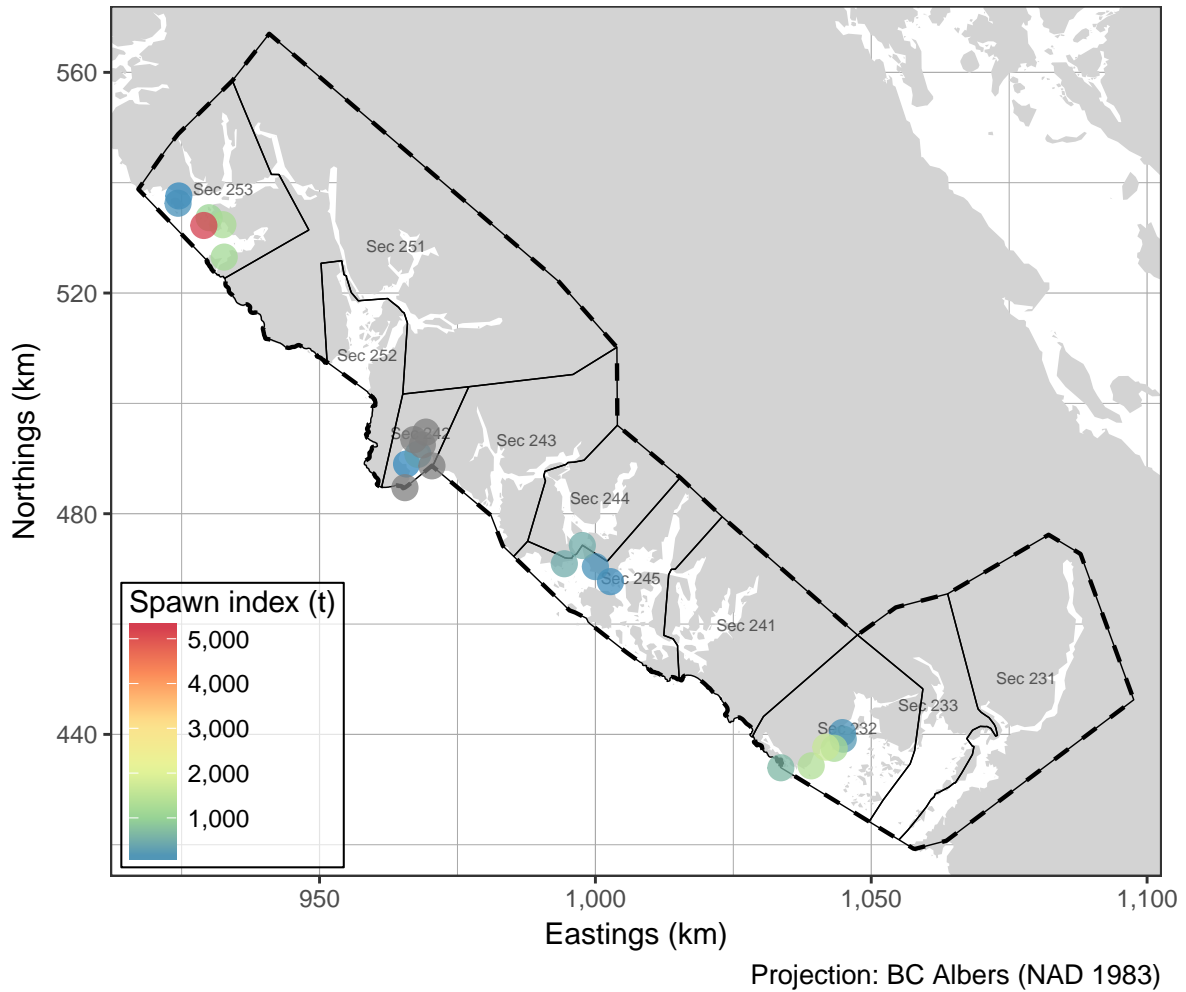 560
520
480
440
Northings (km)
Sec 253
Sec 251
Sec 252
Sec 242
Sec 243
Sec 244
Sec 245
Sec 241
Sec 231
Sec 233
Sec 232
Spawn index (t)
5,000
4,000
3,000
2,000
1,000
950
1,000
1,050
1,100
Eastings (km)
Projection: BC Albers (NAD 1983)